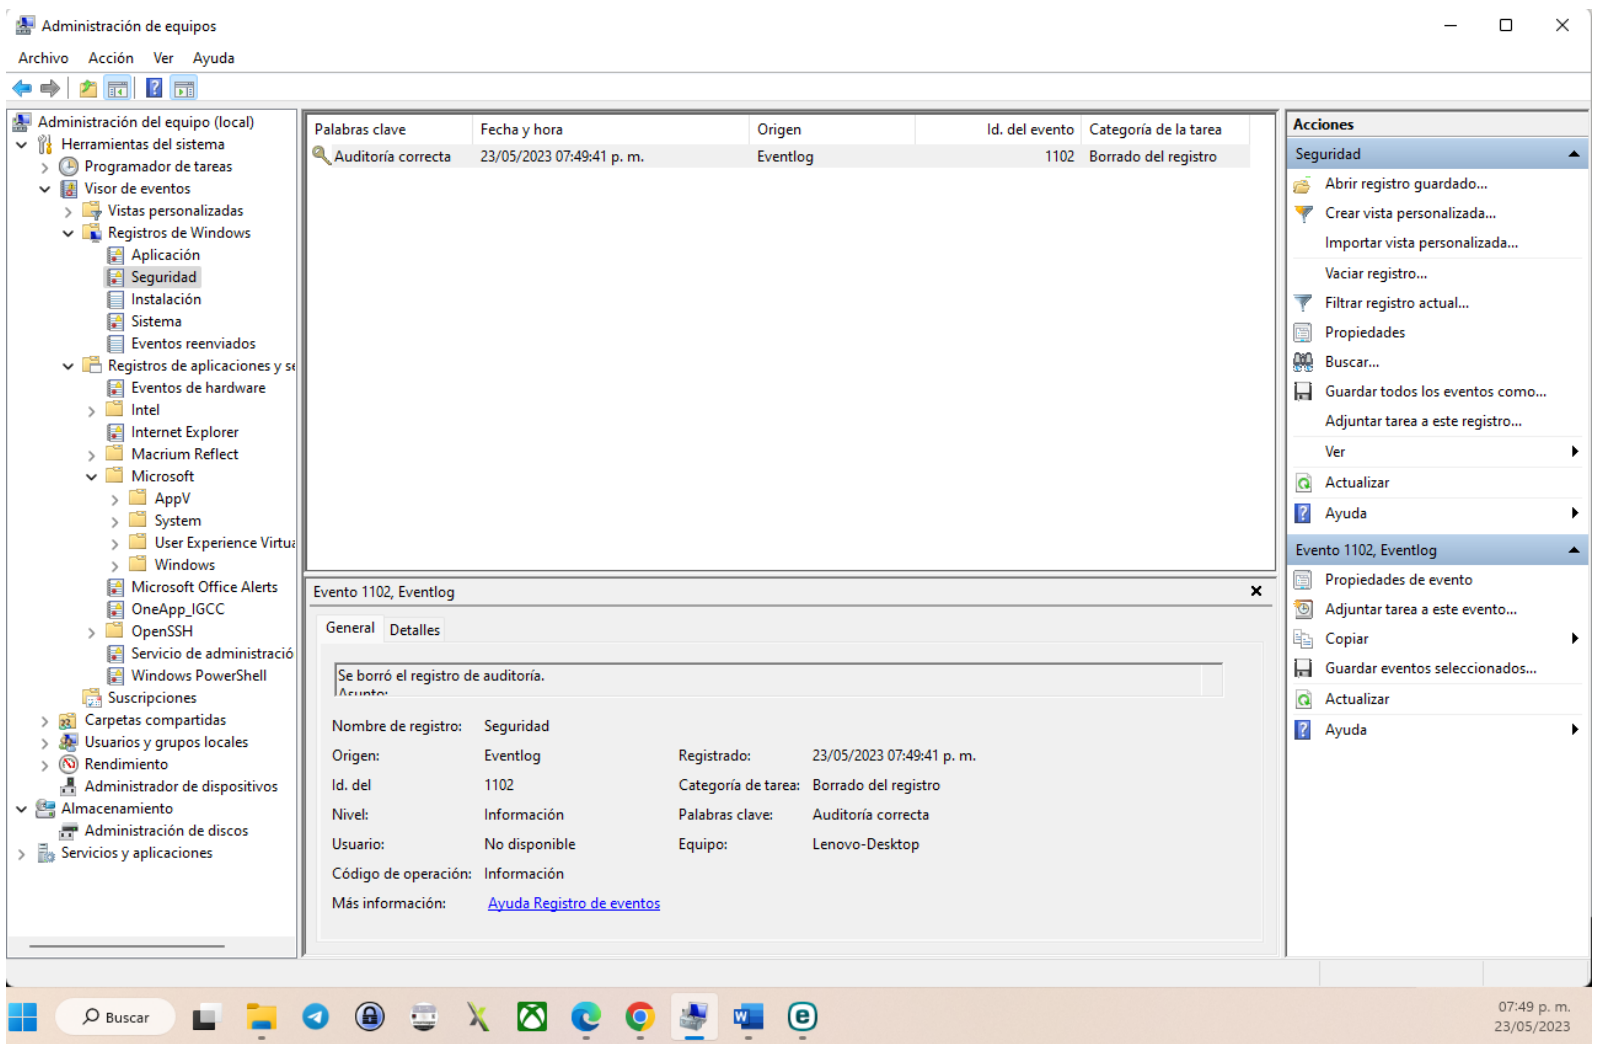 Administración de equipos
Archivo Acción Ver Ayuda
Administración del equipo (local)
Herramientas del sistema
Programador de tareas
Visor de eventos
Vistas personalizadas
Registros de Windows
Aplicación
Seguridad
Instalación
Sistema
Eventos reenviados
Registros de aplicaciones y se
Eventos de hardware
Intel
Internet Explorer
Macrium Reflect
Microsoft
AppV
System
User Experience Virtua
Windows
Microsoft Office Alerts
OneApp_IGCC
OpenSSH
Servicio de administració
Windows PowerShell
Suscripciones
Carpetas compartidas
Usuarios y grupos locales
Rendimiento
Administrador de dispositivos
Almacenamiento
Administración de discos
Servicios y aplicaciones
Palabras clave Fecha y hora Origen Id. del evento Categoría de la tarea
Auditoría correcta 23/05/2023 07:49:41 p. m. Eventlog 1102 Borrado del registro
Evento 1102, Eventlog
General Detalles
Se borró el registro de auditoría.
Asunto:
Nombre de registro: Seguridad
Origen: Eventlog Registrado: 23/05/2023 07:49:41 p. m.
Id. del 1102 Categoría de tarea: Borrado del registro
Nivel: Información Palabras clave: Auditoría correcta
Usuario: No disponible Equipo: Lenovo-Desktop
Código de operación: Información
Más información: Ayuda Registro de eventos
Acciones
Seguridad
Abrir registro guardado...
Crear vista personalizada...
Importar vista personalizada...
Vaciar registro...
Filtrar registro actual...
Propiedades
Buscar...
Guardar todos los eventos como...
Adjuntar tarea a este registro...
Ver
Actualizar
Ayuda
Evento 1102, Eventlog
Propiedades de evento
Adjuntar tarea a este evento...
Copiar
Guardar eventos seleccionados...
Actualizar
Ayuda
Buscar
07:49 p. m.
23/05/2023